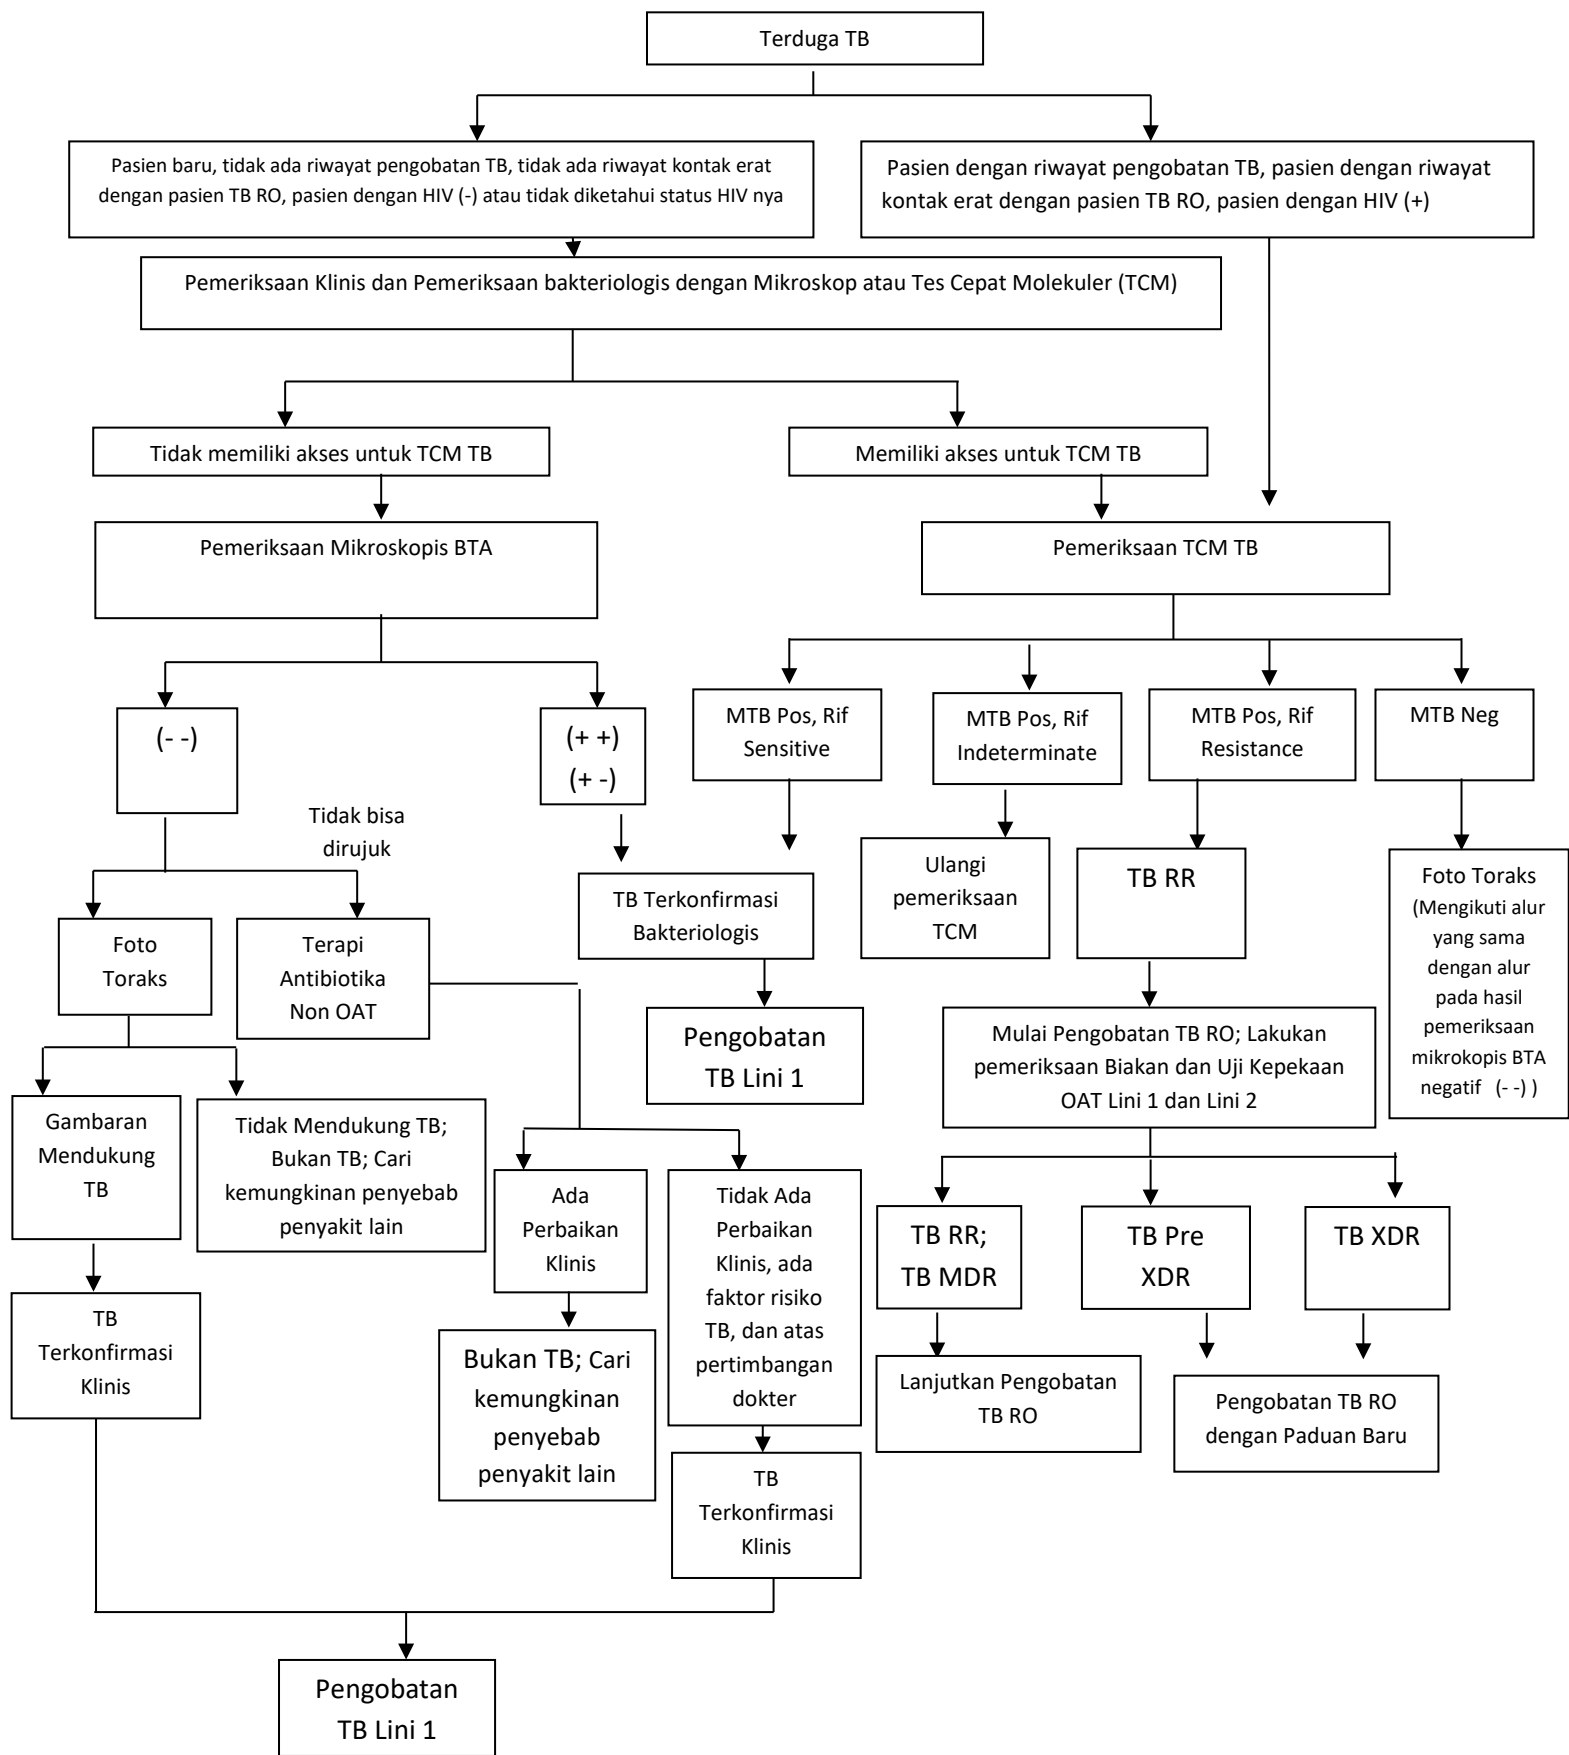 Terduga TB
Pasien baru, tidak ada riwayat pengobatan TB, tidak ada riwayat kontak erat
dengan pasien TB RO, pasien dengan HIV (-) atau tidak diketahui status HIV nya
Pasien dengan riwayat pengobatan TB, pasien dengan riwayat
kontak erat dengan pasien TB RO, pasien dengan HIV (+)
Pemeriksaan Klinis dan Pemeriksaan bakteriologis dengan Mikroskop atau Tes Cepat Molekuler (TCM)
Tidak memiliki akses untuk TCM TB
Memiliki akses untuk TCM TB
Pemeriksaan Mikroskopis BTA
Pemeriksaan TCM TB
(- -)
(+ +)
(+ -)
MTB Pos, Rif
Sensitive
MTB Pos, Rif
Indeterminate
MTB Pos, Rif
Resistance
MTB Neg
Tidak bisa
dirujuk
Foto
Toraks
Terapi
Antibiotika
Non OAT
TB Terkonfirmasi
Bakteriologis
Ulangi
pemeriksaan
TCM
TB RR
Foto Toraks
(Mengikuti alur
yang sama
dengan alur
pada hasil
pemeriksaan
mikrokopis BTA
negatif (- -) )
Pengobatan
TB Lini 1
Mulai Pengobatan TB RO; Lakukan
pemeriksaan Biakan dan Uji Kepekaan
OAT Lini 1 dan Lini 2
Gambaran
Mendukung
TB
Tidak Mendukung TB;
Bukan TB; Cari
kemungkinan penyebab
penyakit lain
Ada
Perbaikan
Klinis
Tidak Ada
Perbaikan
Klinis, ada
faktor risiko
TB, dan atas
pertimbangan
dokter
TB RR;
TB MDR
TB Pre
XDR
TB XDR
TB
Terkonfirmasi
Klinis
Bukan TB; Cari
kemungkinan
penyebab
penyakit lain
Lanjutkan Pengobatan
TB RO
Pengobatan TB RO
dengan Paduan Baru
TB
Terkonfirmasi
Klinis
Pengobatan
TB Lini 1